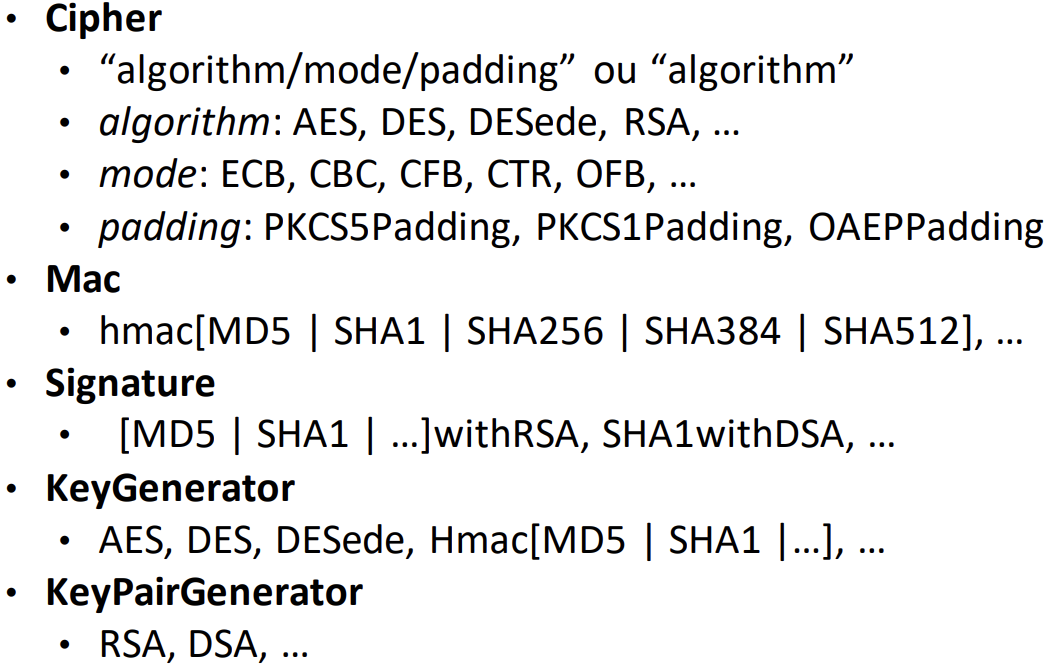 • Cipher
• “algorithm/mode/padding” ou “algorithm”
• algorithm: AES, DES, DESede, RSA, …
• mode: ECB, CBC, CFB, CTR, OFB, …
• padding: PKCS5Padding, PKCS1Padding, OAEPPadding
• Mac
• hmac[MD5 | SHA1 | SHA256 | SHA384 | SHA512], …
• Signature
• [MD5 | SHA1 | …]withRSA, SHA1withDSA, …
• KeyGenerator
• AES, DES, DESede, Hmac[MD5 | SHA1 |…], …
• KeyPairGenerator
• RSA, DSA, …